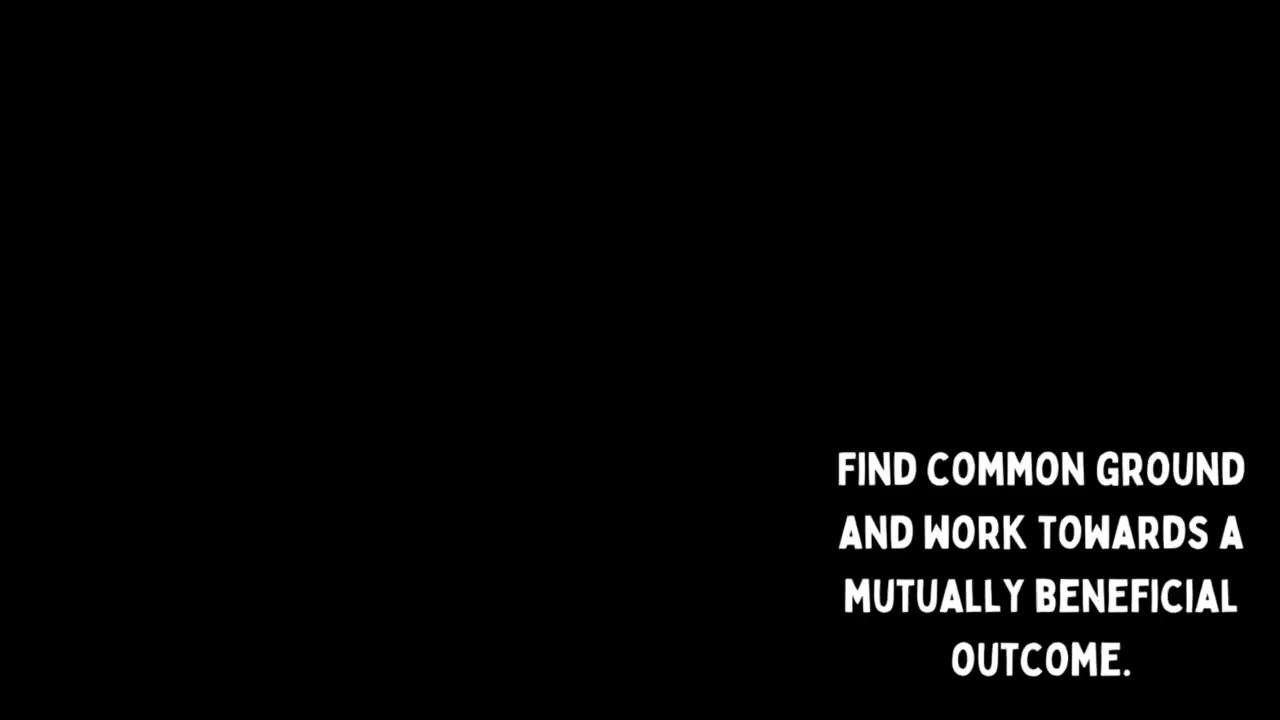 FIND COMMON GROUND
AND WORK TOWARDS A
MUTUALLY BENEFICIAL
OUTCOME.